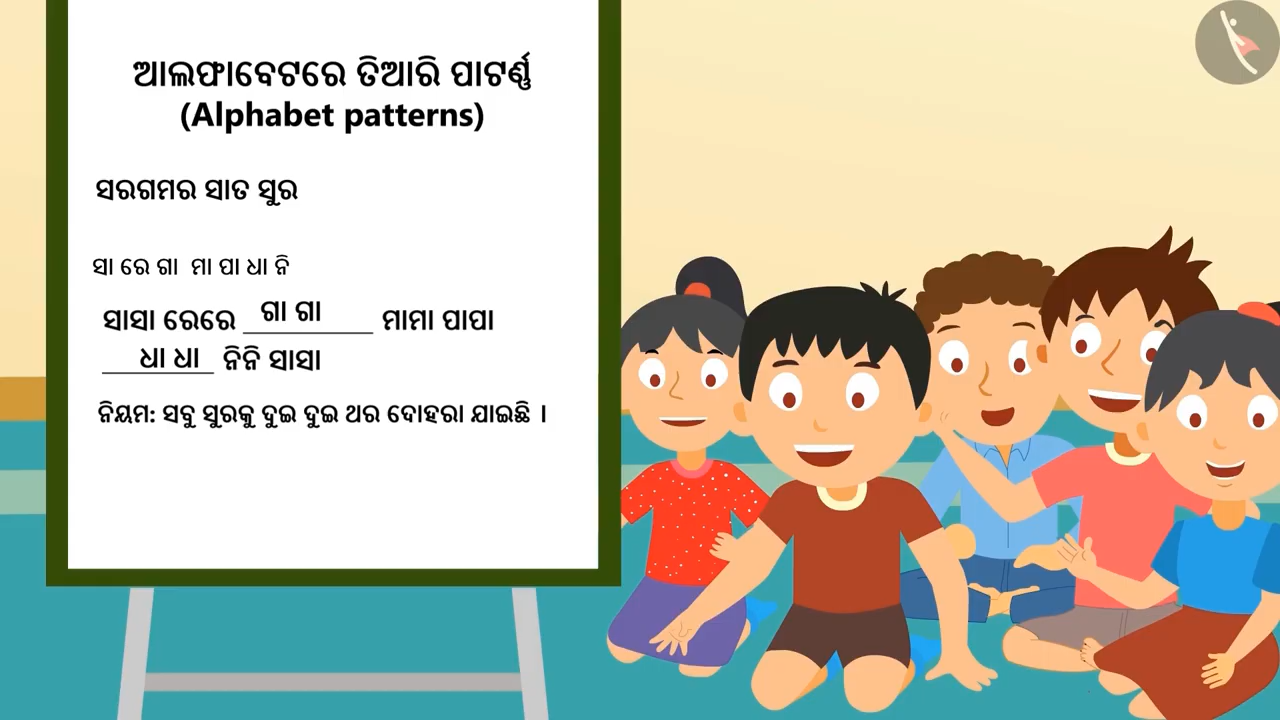 ଆଲଫାବେଟରେ ତିଆରି ପାଟର୍ଣ୍ଣ
(Alphabet patterns)
ସରଗମର ସାତ ସୁର
ସା ରେ ଗା ମା ପା ଧା ନି
ସାସା ରେରେ ଗା ଗା ମାମା ପାପା
ଧା ଧା ନିନି ସାସା
ନିୟମ: ସବୁ ସୁରକୁ ଦୁଇ ଦୁଇ ଥର ଦୋହରା ଯାଇଛି ।